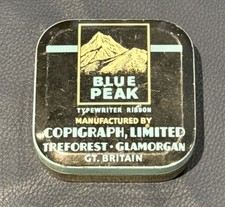 BLUE
PEAK
TYPEWRITER RIBBON
MANUFACTURED BY
COPIGRAPH, LIMITED
TREFOREST · GLAMORGAN
GT. BRITAIN